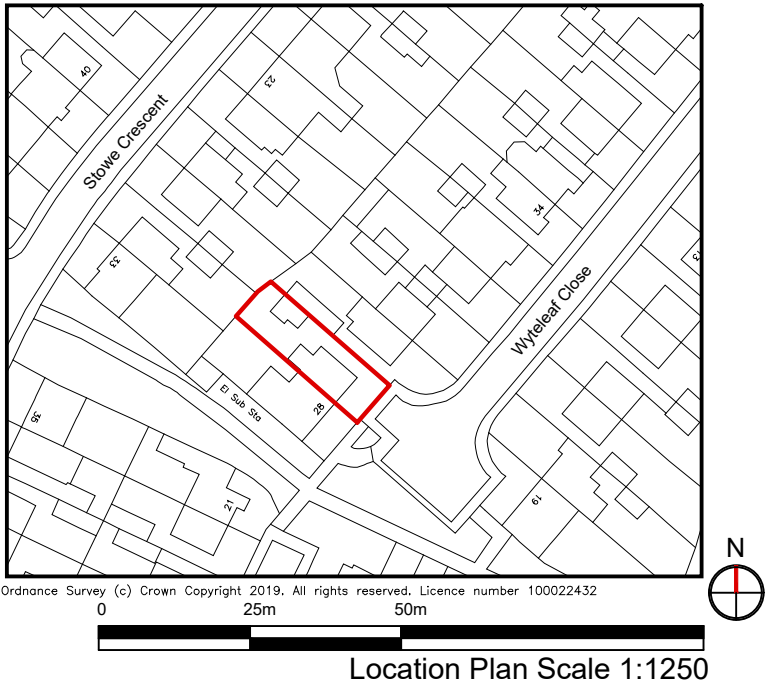 40
Stowe Crescent
23
34
33
13
Wyteleaf Close
El Sub Sta
28
35
21
19
N
Ordnance Survey (c) Crown Copyright 2019. All rights reserved. Licence number 100022432
0 25m 50m
Location Plan Scale 1:1250